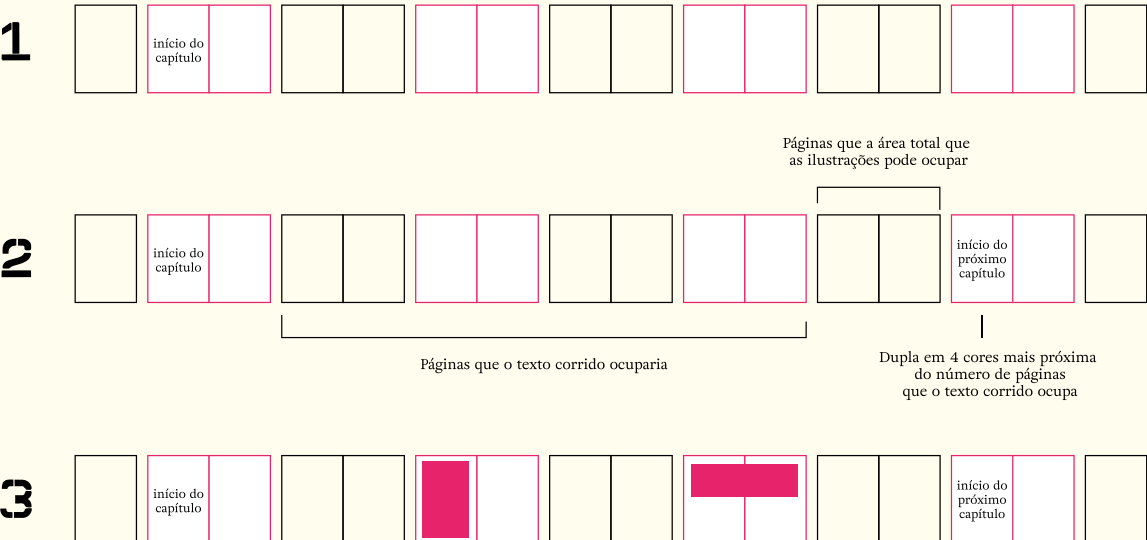 1
início do
capítulo
Páginas que a área total que
as ilustrações pode ocupar
2
início do
capítulo
início do
próximo
capítulo
Páginas que o texto corrido ocuparia
Dupla em 4 cores mais próxima
do número de páginas
que o texto corrido ocupa
3
início do
capítulo
início do
próximo
capítulo